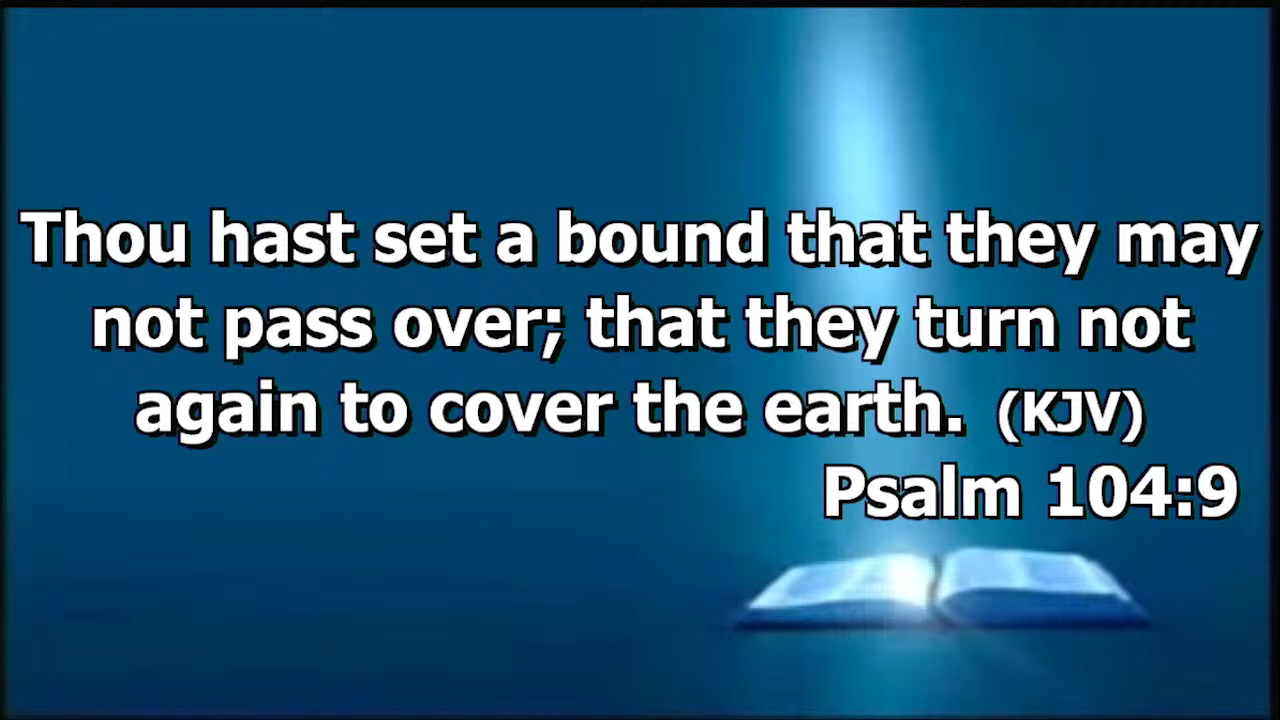 Thou hast set a bound that they may
not pass over; that they turn not
again to cover the earth. (KJV)
Psalm 104:9